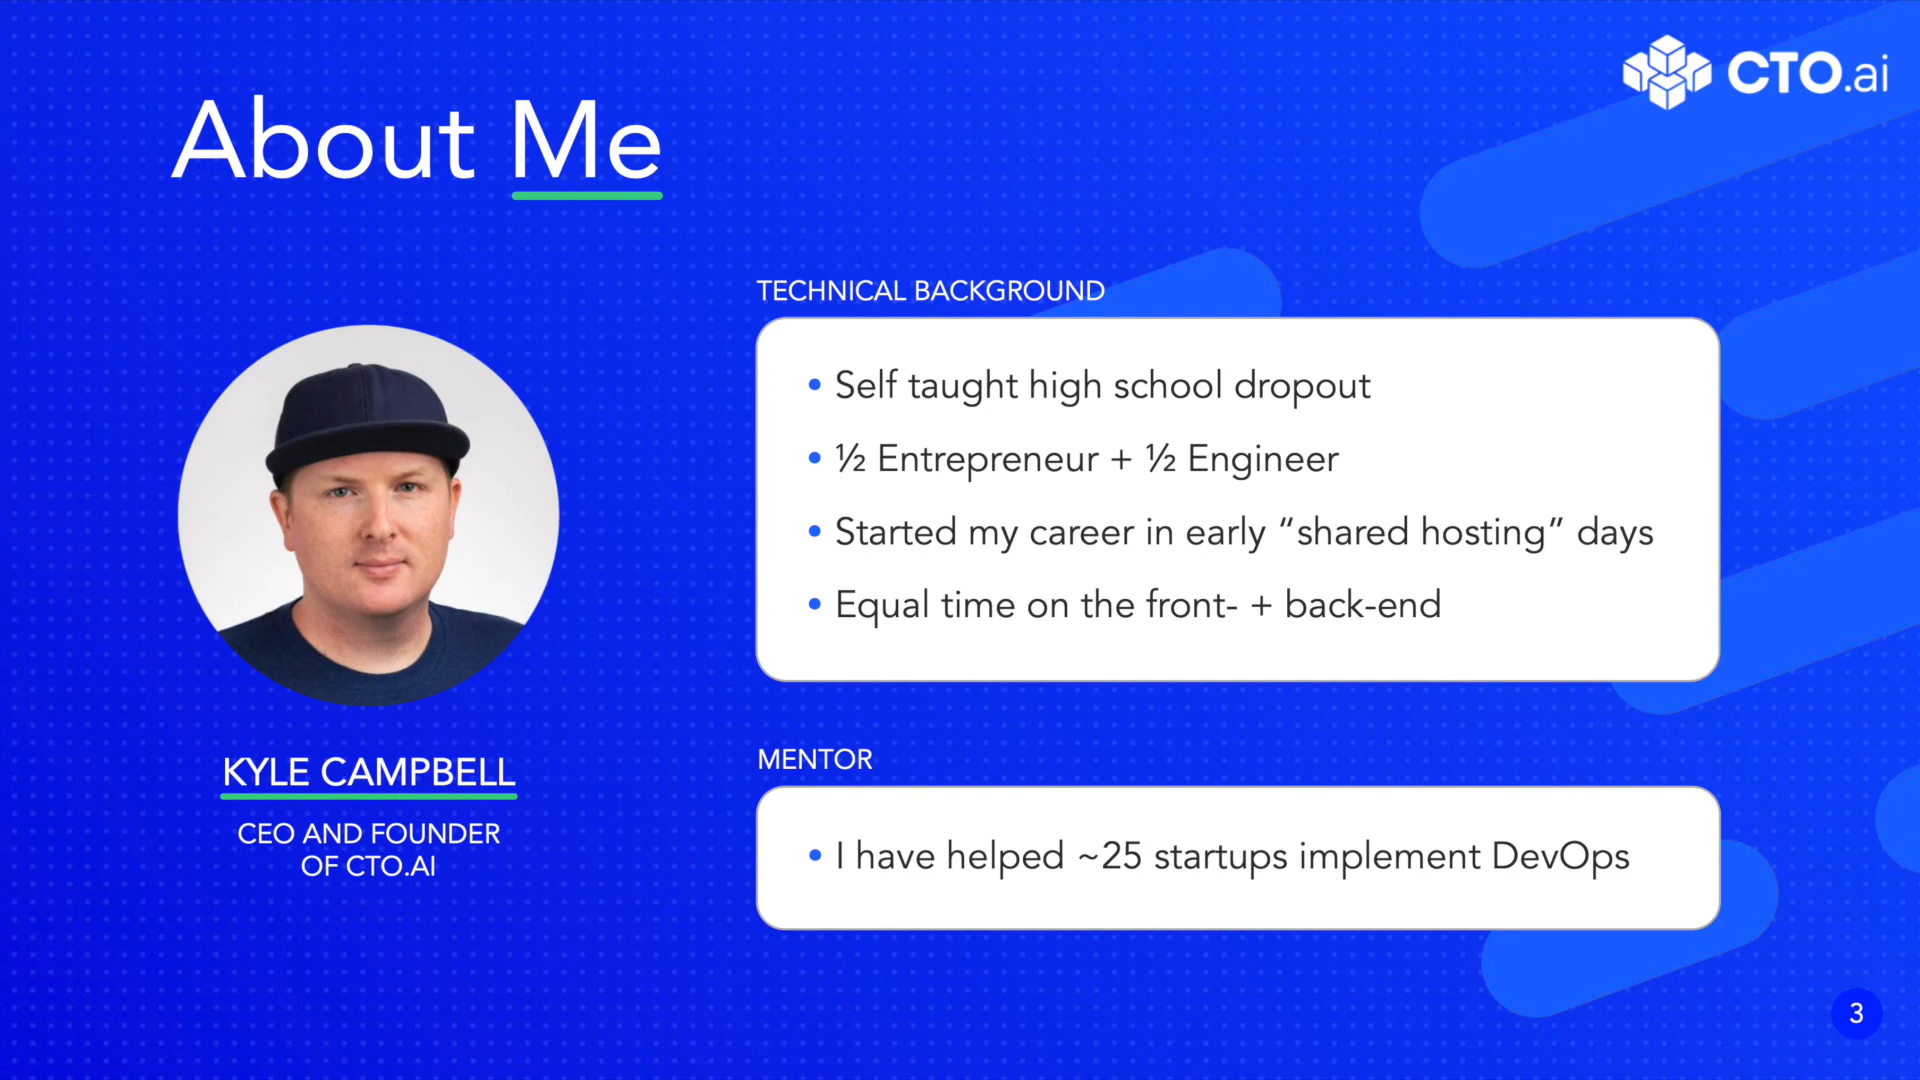 CTO.ai
About Me
TECHNICAL BACKGROUND
• Self taught high school dropout
• ½ Entrepreneur + ½ Engineer
• Started my career in early “shared hosting” days
• Equal time on the front- + back-end
KYLE CAMPBELL
CEO AND FOUNDER
OF CTO.AI
MENTOR
• I have helped ~25 startups implement DevOps
3